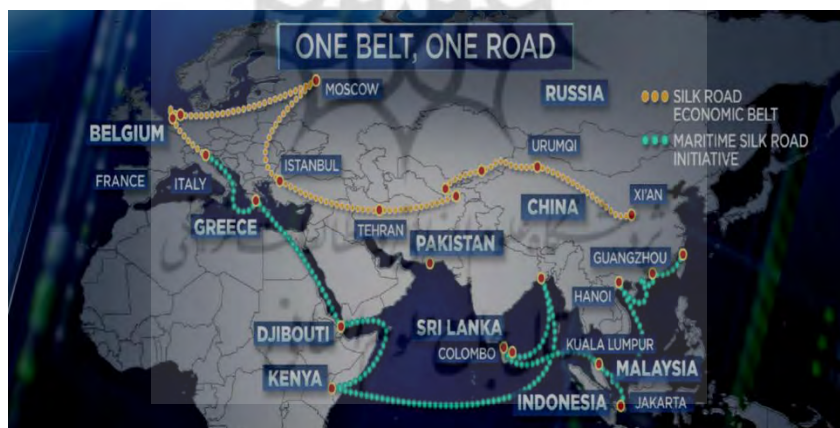 ONE BELT, ONE ROAD
MOSCOW
RUSSIA
SILK ROAD
ECONOMIC BELT
MARITIME SILK ROAD
INITIATIVE
BELGIUM
URUMQI
ISTANBUL
FRANCE
ITALY
XI'AN
CHINA
GREECE
TEHRAN
PAKISTAN
GUANGZHOU
HANOI
DJIBOUTI
SRI LANKA
COLOMBO
KUALA LUMPUR
MALAYSIA
KENYA
INDONESIA
JAKARTA